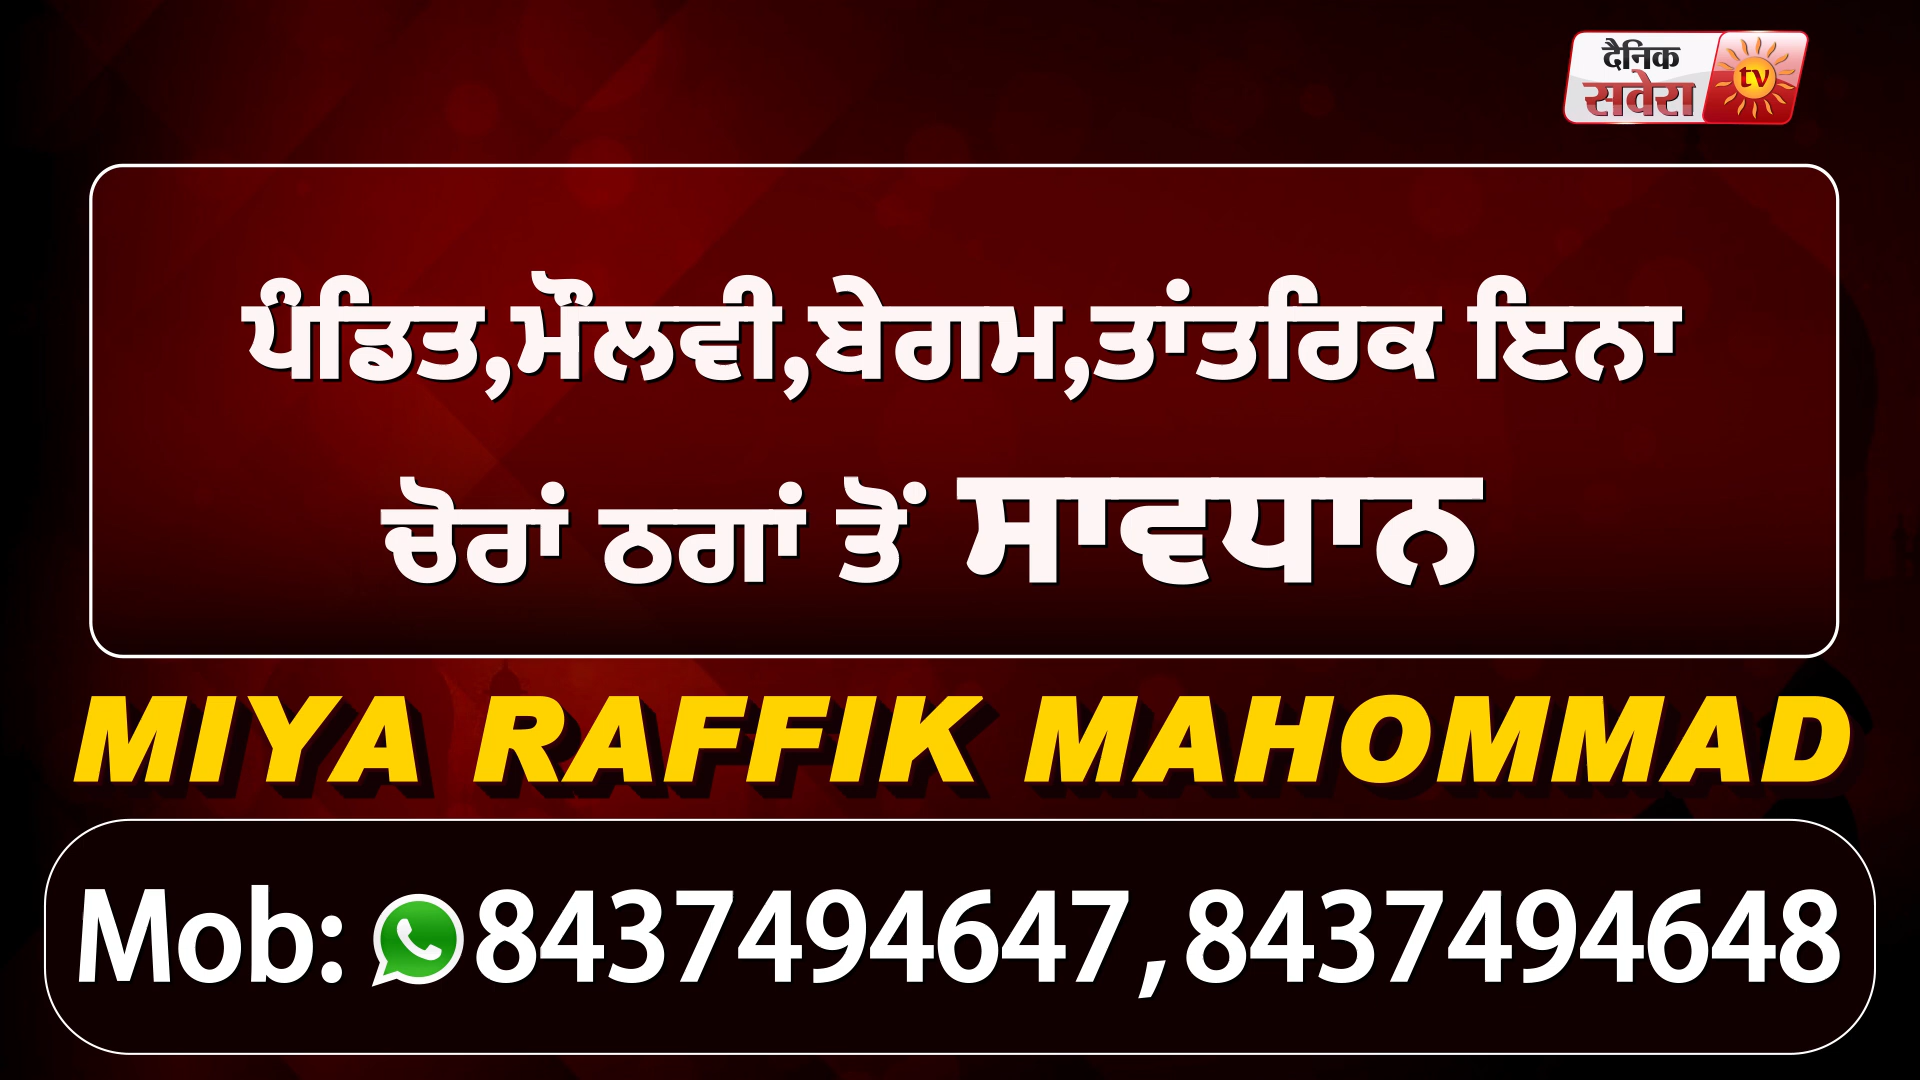 दैनिक
सवेरा tv
ਪੰਡਿਤ,ਮੌਲਵੀ,ਬੇਗਮ,ਤਾਂਤਰਿਕ ਇਨਾ
ਚੋਰਾਂ ਠਗਾਂ ਤੋਂ ਸਾਵਧਾਨ
MIYA RAFFIK MAHOMMAD
Mob: 8437494647, 8437494648